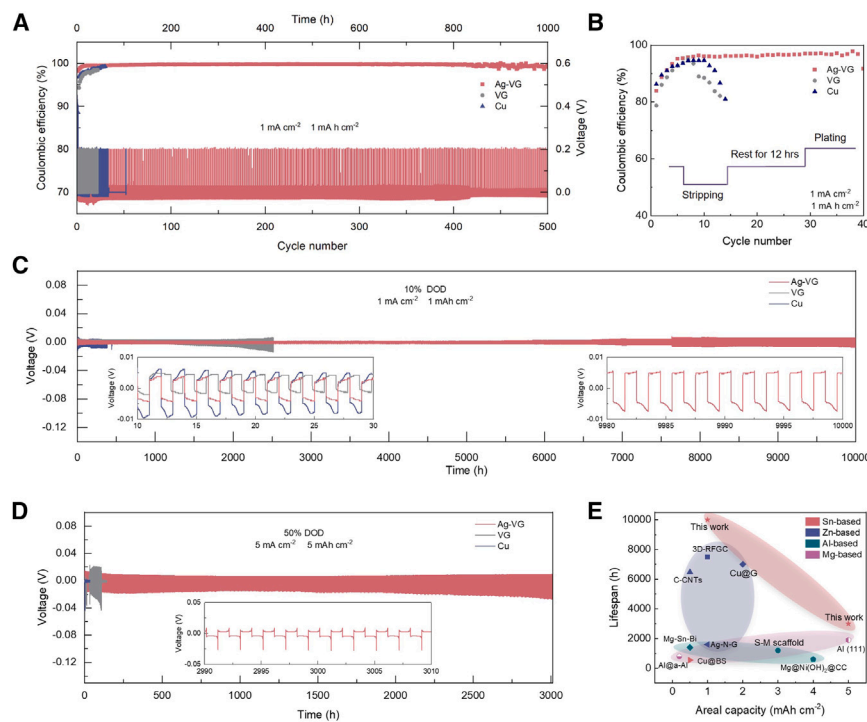 A
Time (h)
0 200 400 600 800 1000
Coulombic efficiency (%)
100
90
80
70
0.6
0.4
0.2
0.0
Voltage (V)
Ag-VG
VG
Cu
1 mA cm-2 1 mA h cm-2
0 100 200 300 400 500
Cycle number
B
Coulombic efficiency (%)
100
80
60
40
Ag-VG
VG
Cu
Plating
Rest for 12 hrs
Stripping
1 mA cm-2
1 mA h cm-2
0 10 20 30 40
Cycle number
C
Voltage (V)
0.08
0.04
0.00
-0.04
-0.08
-0.12
10% DOD
1 mA cm-2 1 mAh cm-2
Ag-VG
VG
Cu
Voltage (V)
0.01
0.00
-0.01
10 15 20 25 30
Voltage (V)
0.01
0.00
-0.01
9980 9985 9990 9995 10000
0 1000 2000 3000 4000 5000 6000 7000 8000 9000 10000
Time (h)
D
Voltage (V)
0.08
0.04
0.00
-0.04
-0.08
-0.12
50% DOD
5 mA cm-2 5 mAh cm-2
Ag-VG
VG
Cu
Voltage (V)
0.010
0.005
0.000
-0.005
2990 2995 3000 3005 3010
0 500 1000 1500 2000 2500 3000
Time (h)
E
Lifespan (h)
10000
8000
6000
4000
2000
0
This work
Sn-based
Zn-based
Al-based
Mg-based
3D-RFGC
C-CNTs
Cu@G
This work
Mg-Sn-Bi
Ag-N-G
S-M scaffold
Al (111)
Al@a-Al
Cu@BS
Mg@Ni(OH)2@CC
0 1 2 3 4 5
Areal capacity (mAh cm-2)